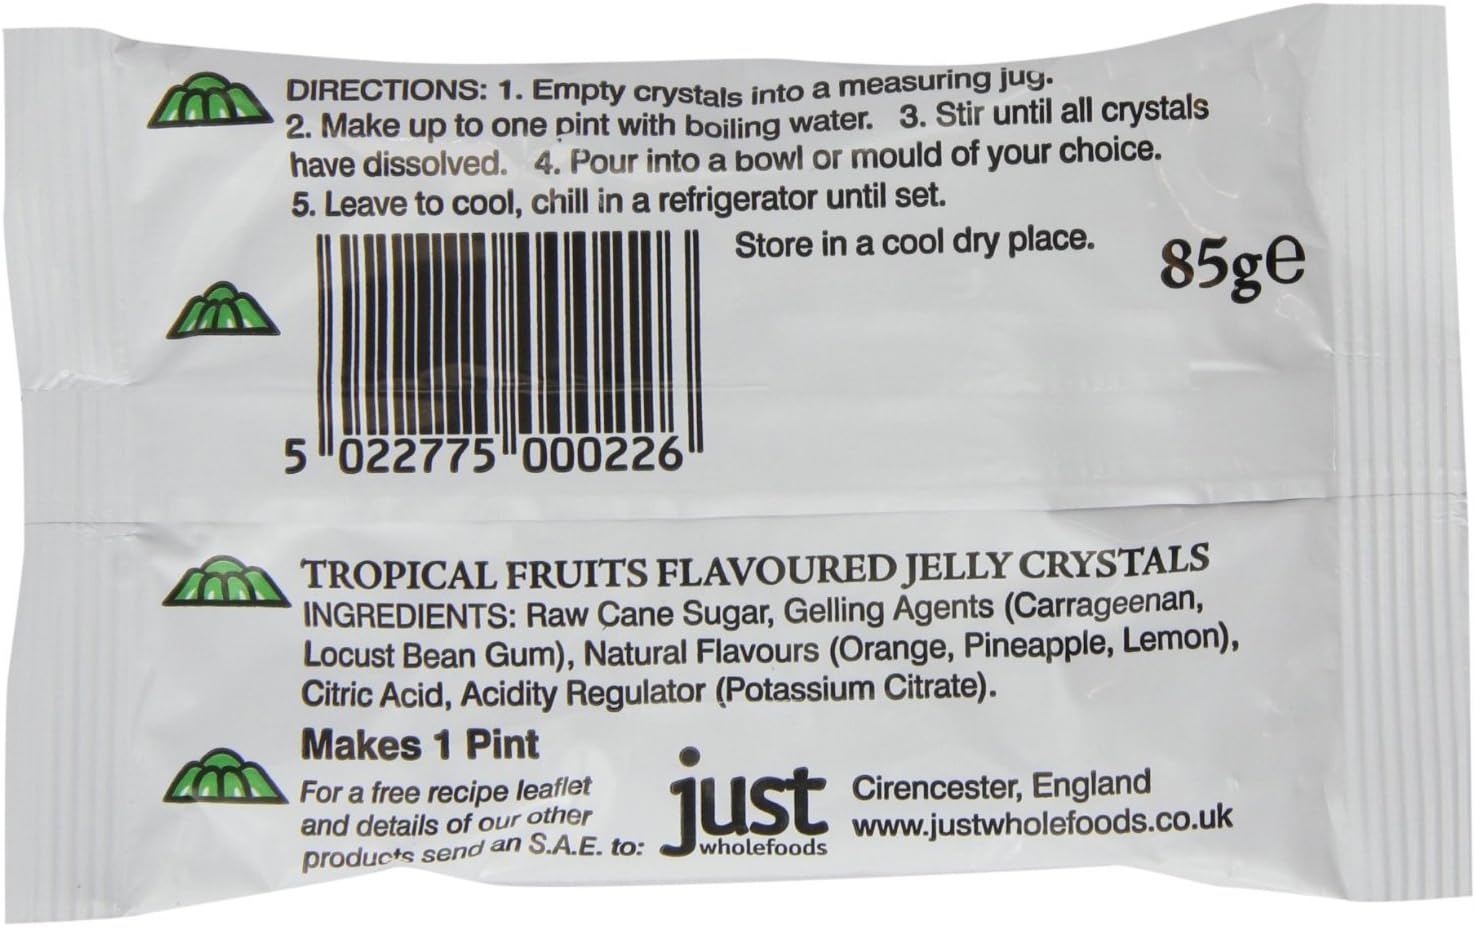 DIRECTIONS: 1. Empty crystals into a measuring jug.
2. Make up to one pint with boiling water. 3. Stir until all crystals
have dissolved. 4. Pour into a bowl or mould of your choice.
5. Leave to cool, chill in a refrigerator until set.
Store in a cool dry place.
85g℮
5 022775 000226
TROPICAL FRUITS FLAVOURED JELLY CRYSTALS
INGREDIENTS: Raw Cane Sugar, Gelling Agents (Carrageenan,
Locust Bean Gum), Natural Flavours (Orange, Pineapple, Lemon),
Citric Acid, Acidity Regulator (Potassium Citrate).
Makes 1 Pint
For a free recipe leaflet
and details of our other
products send an S.A.E. to:
just
wholefoods
Cirencester, England
www.justwholefoods.co.uk